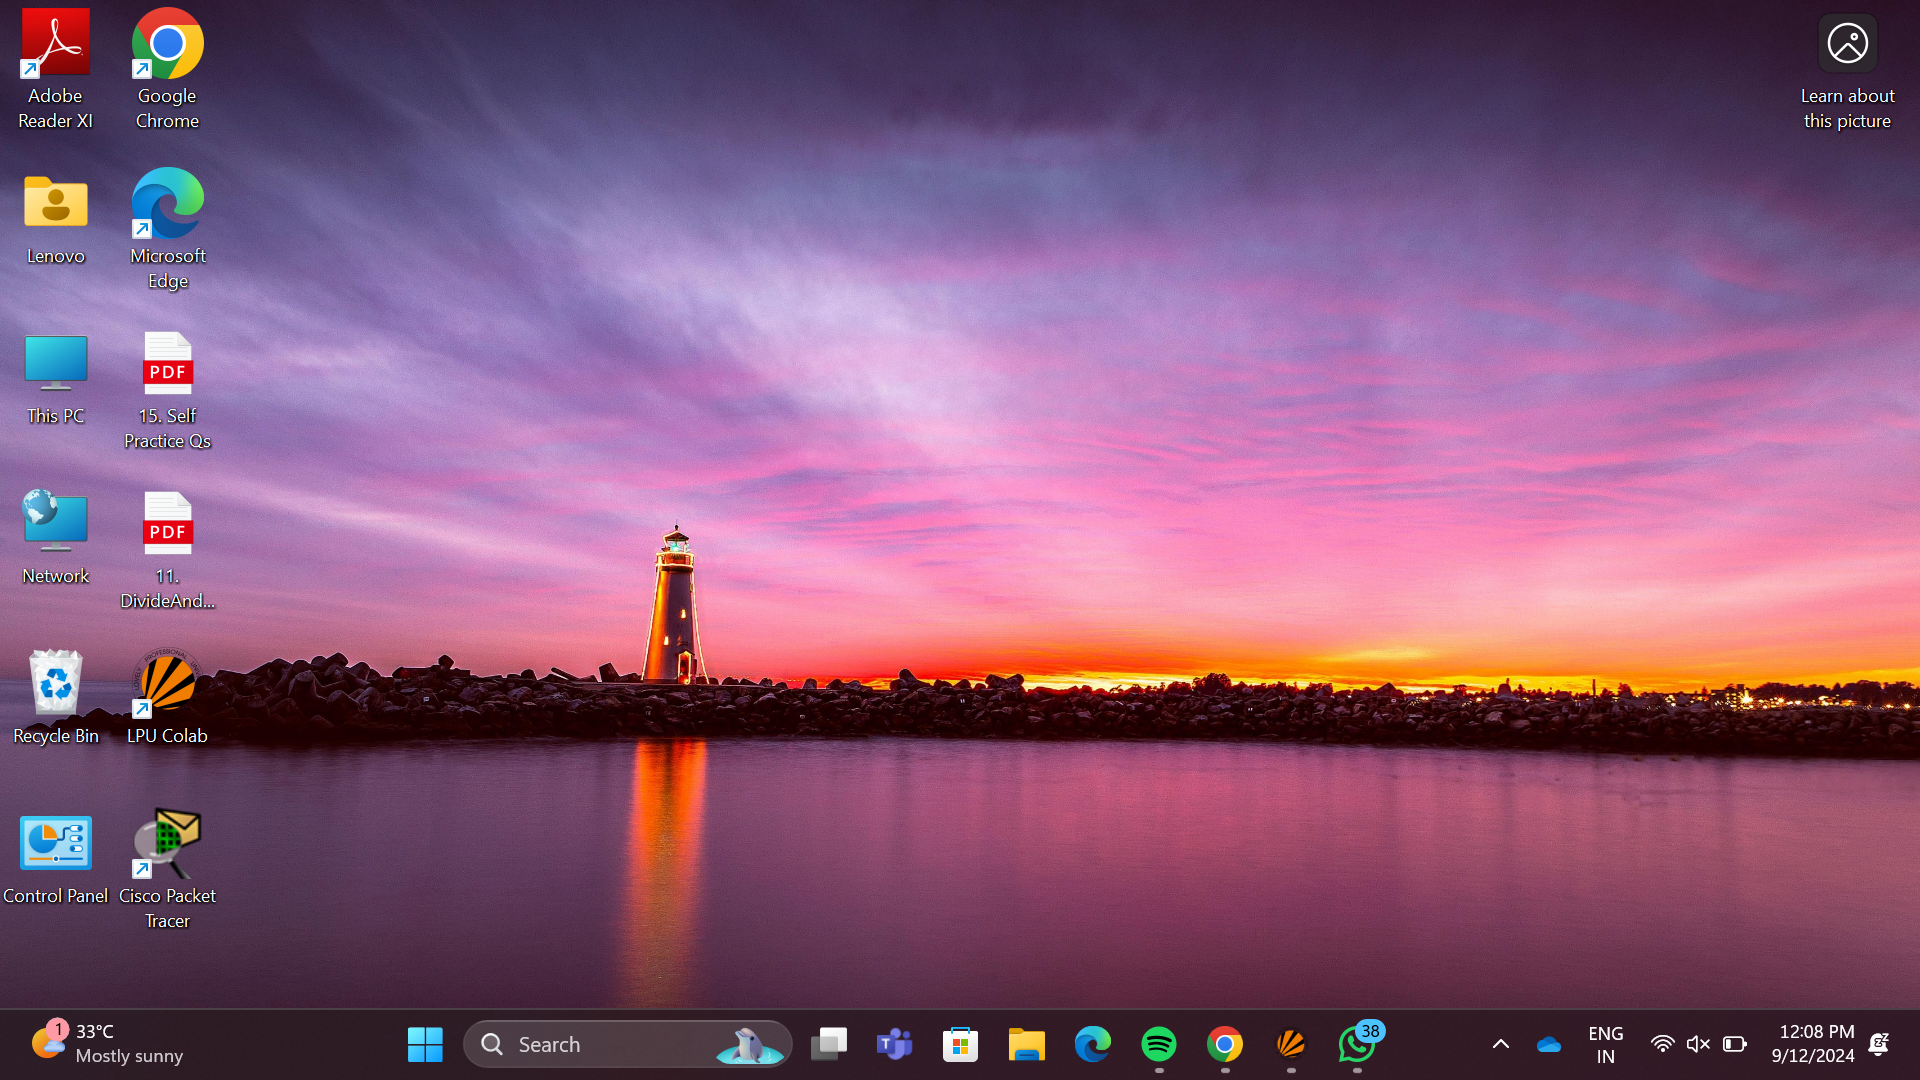 Adobe
Reader XI
Google
Chrome
Learn about
this picture
Lenovo
Microsoft
Edge
This PC
PDF
15. Self
Practice Qs
Network
PDF
11.
DivideAnd...
Recycle Bin
LPU Colab
Control Panel
Cisco Packet
Tracer
1
33°C
Mostly sunny
Search
T
38
ENG
IN
12:08 PM
9/12/2024